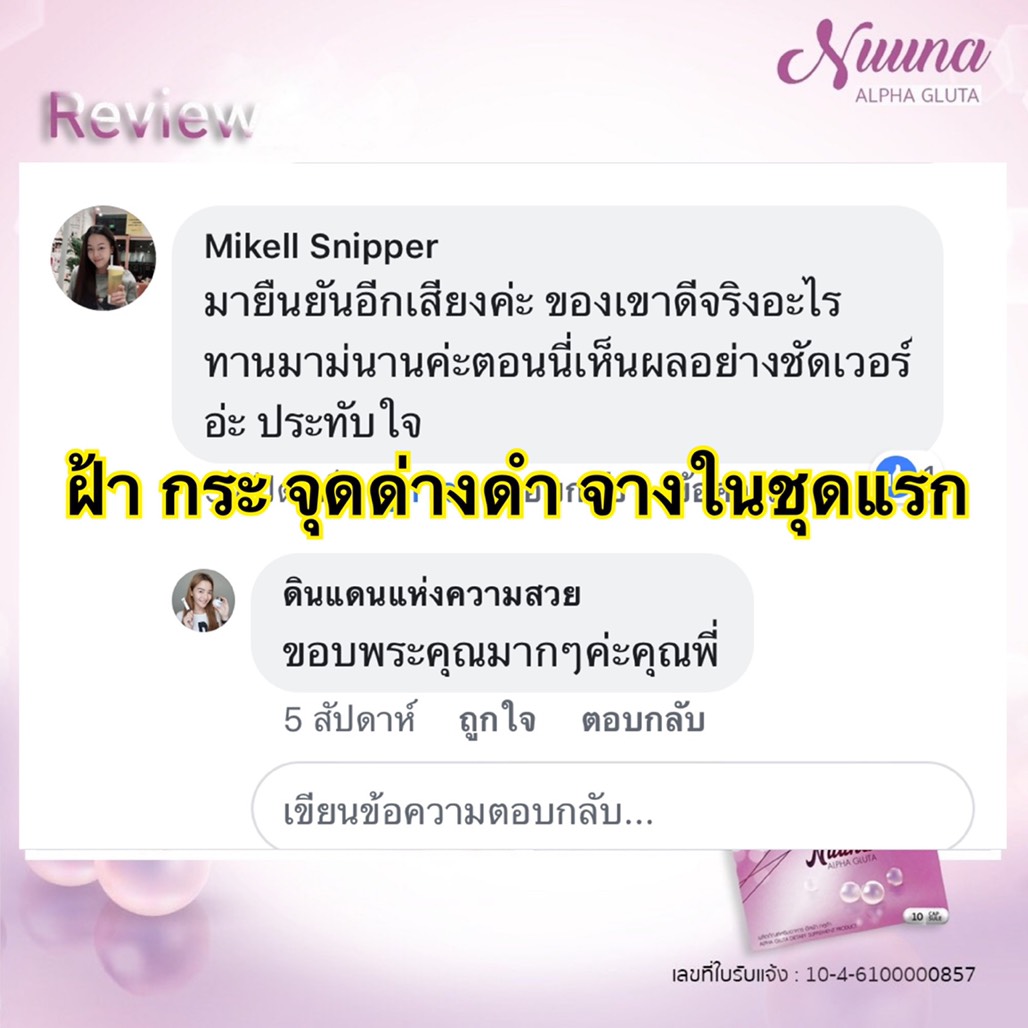 Nuuna
ALPHA GLUTA
Review
Mikell Snipper
มายืนยันอีกเสียงค่ะ ของเขาดีจริงอะไร
ทานมาม่นานค่ะตอนนี่เห็นผลอย่างชัดเวอร์
อ่ะ ประทับใจ
ฝ้า กระ จุดด่างดำ จางในชุดแรก
ดินแดนแห่งความสวย
ขอบพระคุณมากๆค่ะคุณพี่
5 สัปดาห์ ถูกใจ ตอบกลับ
เขียนข้อความตอบกลับ...
Nuuna
ALPHA GLUTA
10 CAP SULE
ALPHA GLUTA DIETARY SUPPLEMENT PRODUCT
เลขที่ใบรับแจ้ง : 10-4-6100000857